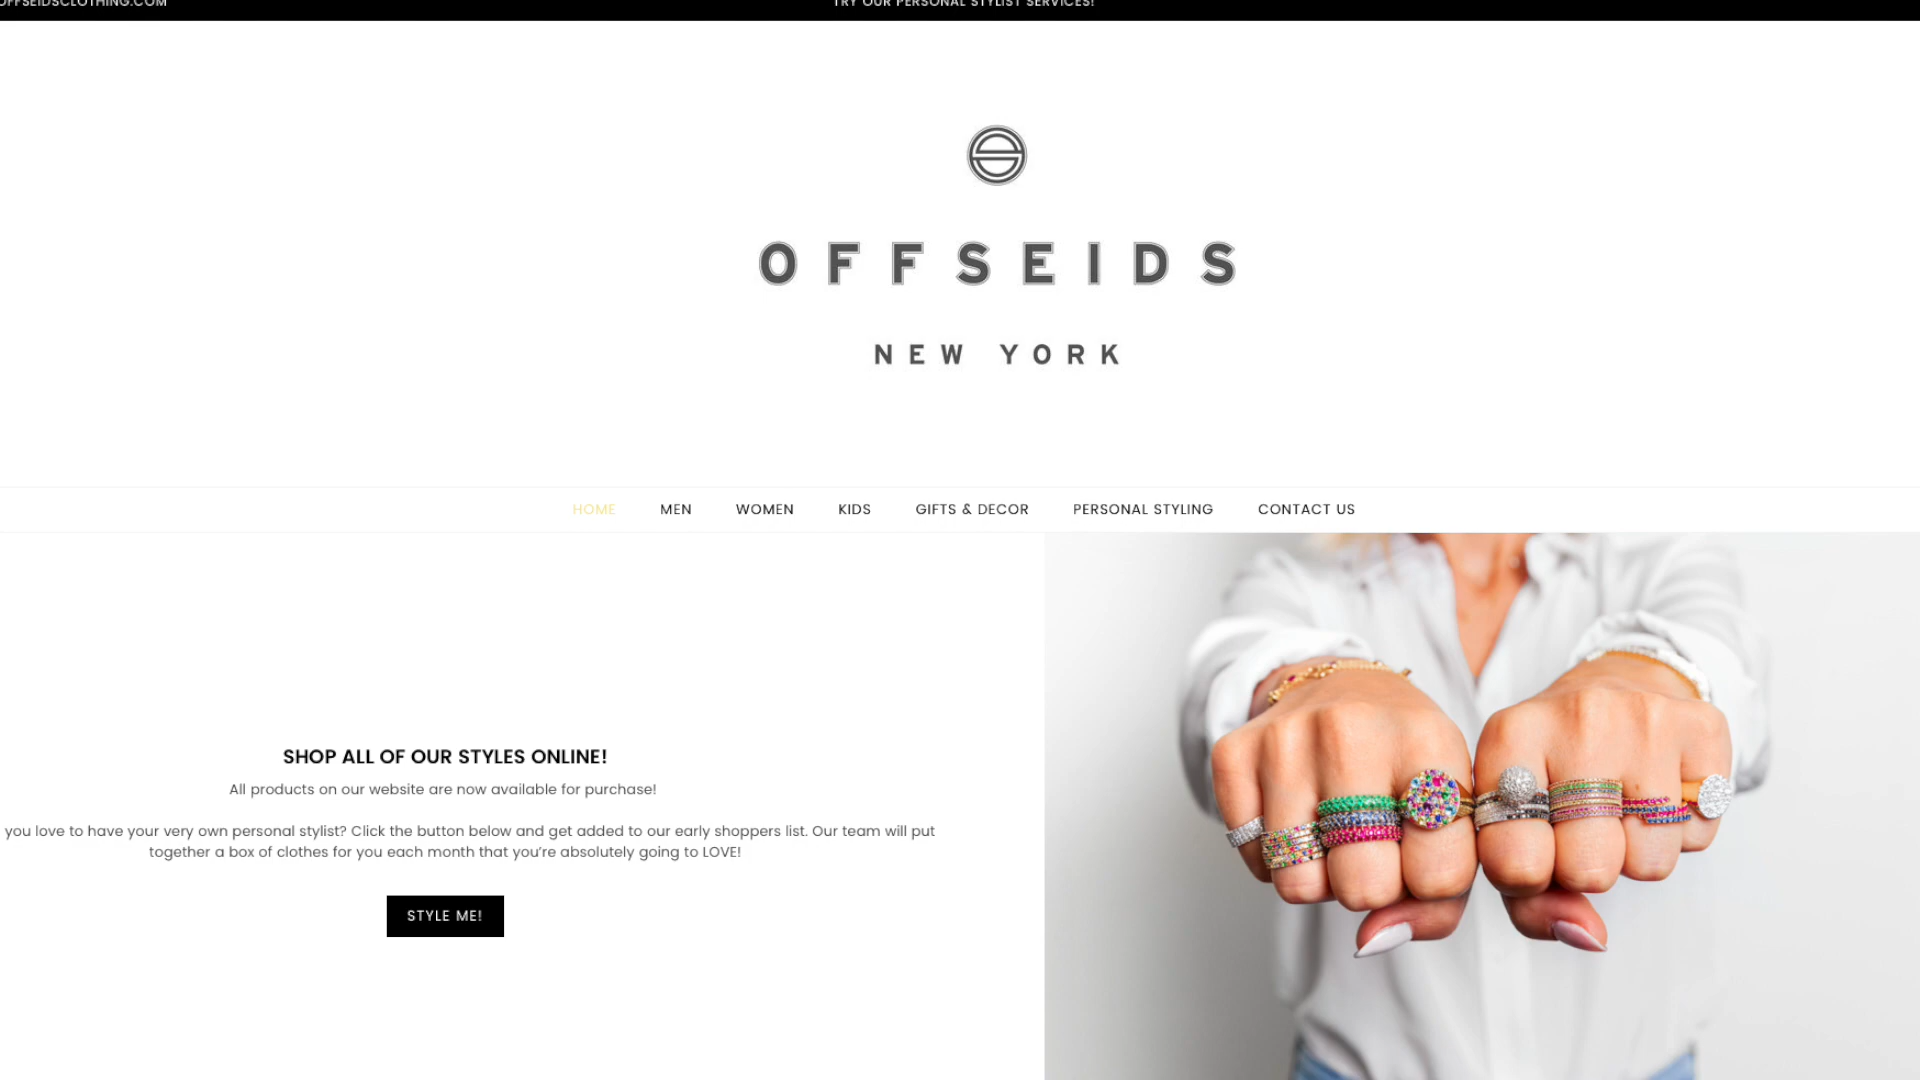 OFFSEIDSCLOTHING.COM
TRY OUR PERSONAL STYLIST SERVICES!
OFFSEIDS
NEW YORK
HOME MEN WOMEN KIDS GIFTS & DECOR PERSONAL STYLING CONTACT US
SHOP ALL OF OUR STYLES ONLINE!
All products on our website are now available for purchase!
you love to have your very own personal stylist? Click the button below and get added to our early shoppers list. Our team will put
together a box of clothes for you each month that you're absolutely going to LOVE!
STYLE ME!